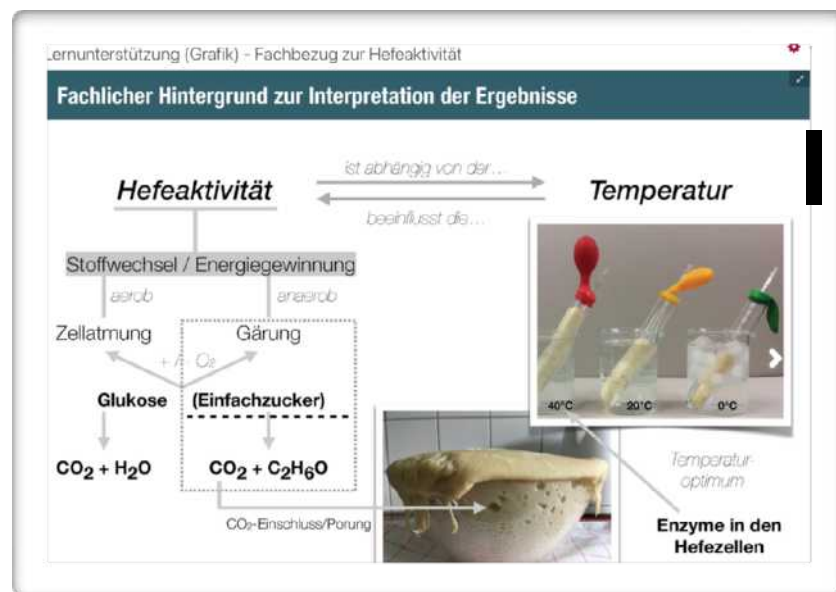 Lernunterstützung (Grafik) - Fachbezug zur Hefeaktivität
Fachlicher Hintergrund zur Interpretation der Ergebnisse
ist abhängig von der...
Hefeaktivität
Temperatur
beeinflusst die...
Stoffwechsel / Energiegewinnung
aerob
anaerob
Zellatmung
Gärung
+ / - O₂
Glukose
(Einfachzucker)
40°C
20°C
0°C
CO₂ + H₂O
CO₂ + C₂H₆O
Temperatur-
optimum
CO₂-Einschluss/Porung
Enzyme in den
Hefezellen